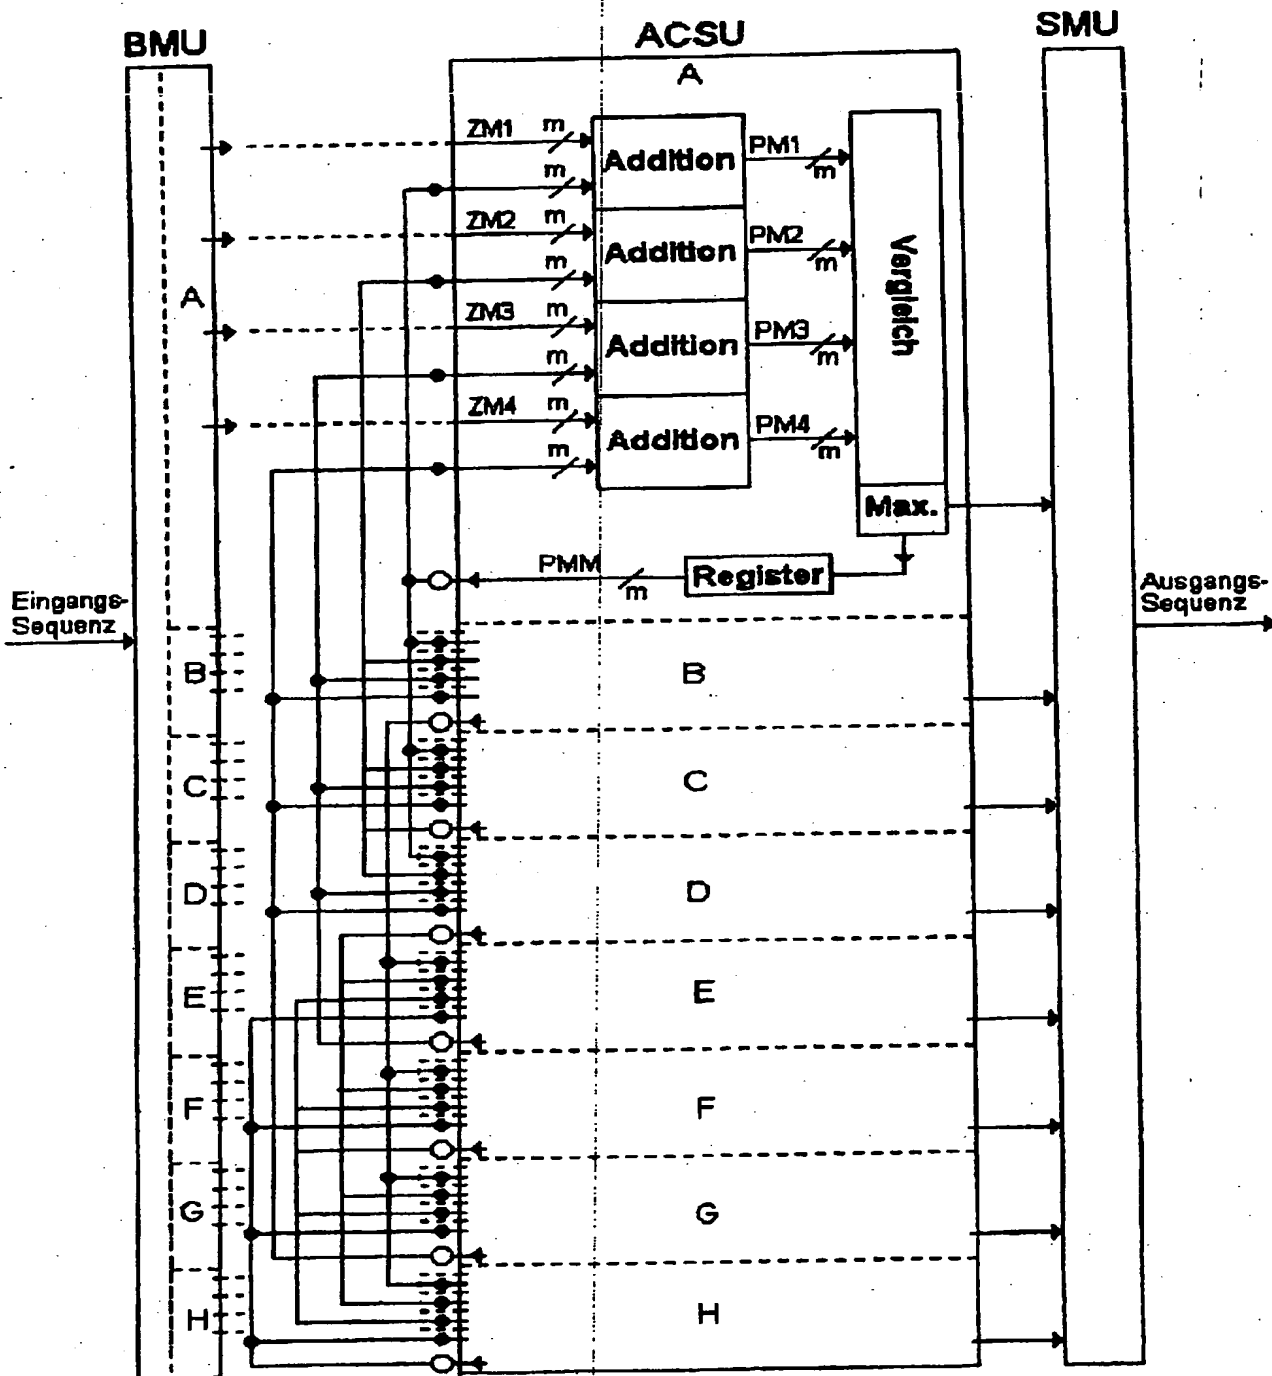 BMU
ACSU
SMU
A
ZM1
m
Addition
PM1
m
m
ZM2
m
Addition
PM2
m
m
A
Vergleich
ZM3
m
Addition
PM3
m
m
ZM4
m
Addition
PM4
m
m
Max.
PMM
m
Register
Eingangs-
Sequenz
Ausgangs-
Sequenz
B
B
C
C
D
D
E
E
F
F
G
G
H
H